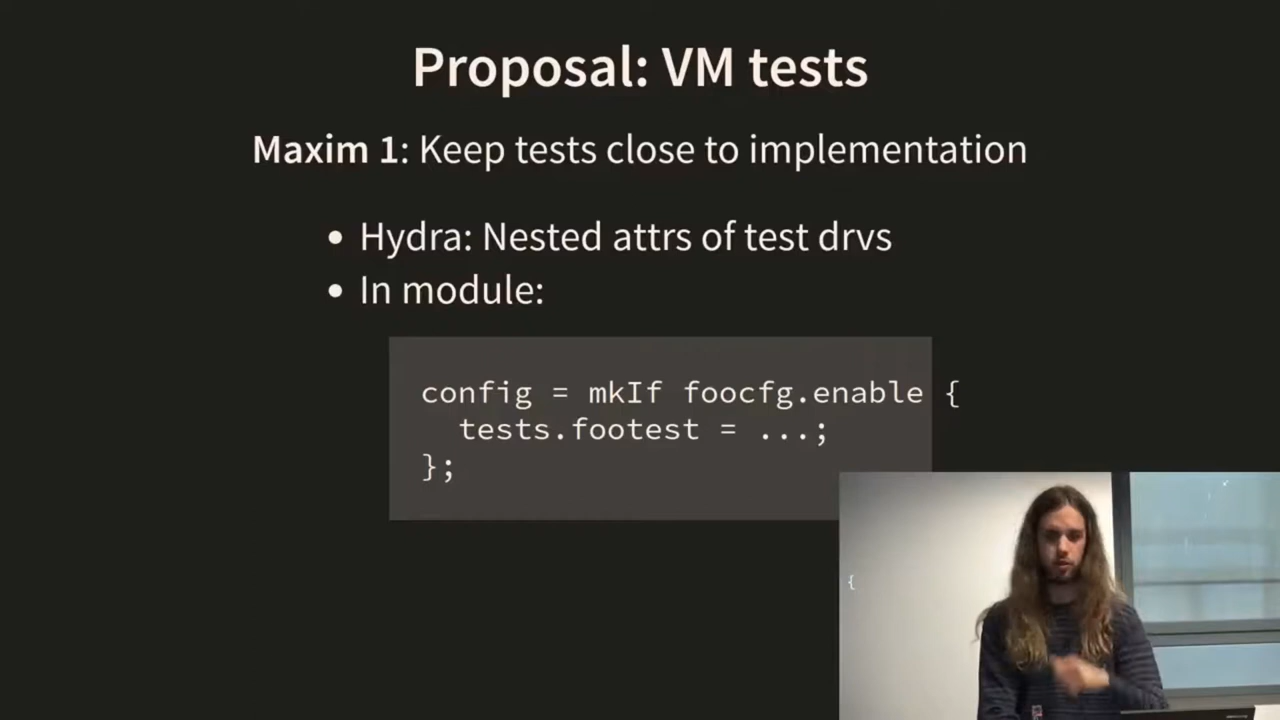 Proposal: VM tests
Maxim 1: Keep tests close to implementation
• Hydra: Nested attrs of test drvs
• In module:
config = mkIf foocfg.enable {
  tests.footest = ...;
};
{